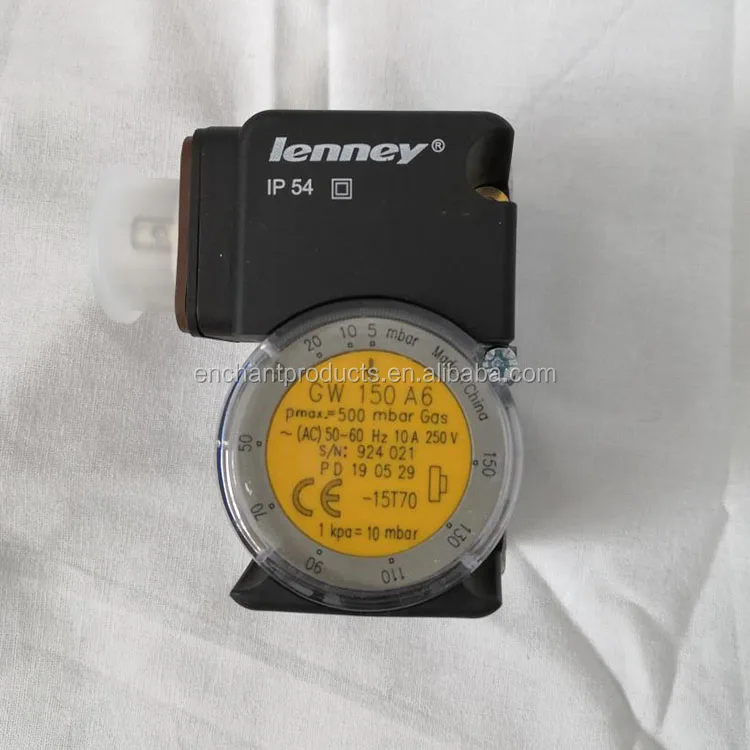 lenney®
IP 54
5 mbar
10
20
50
70
90
110
130
150
Made in China
enchantproducts.en.alibaba.com
GW 150 A6
pmax.=500 mbar Gas
~ (AC) 50-60 Hz 10 A 250 V
S/N: 924 021
PD 19 05 29
CE
-15T70
1 kpa = 10 mbar